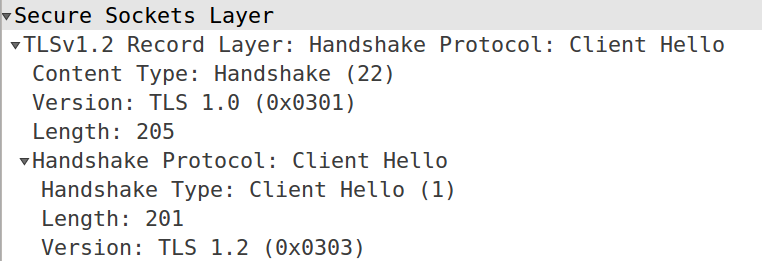 Secure Sockets Layer
TLSv1.2 Record Layer: Handshake Protocol: Client Hello
Content Type: Handshake (22)
Version: TLS 1.0 (0x0301)
Length: 205
Handshake Protocol: Client Hello
Handshake Type: Client Hello (1)
Length: 201
Version: TLS 1.2 (0x0303)